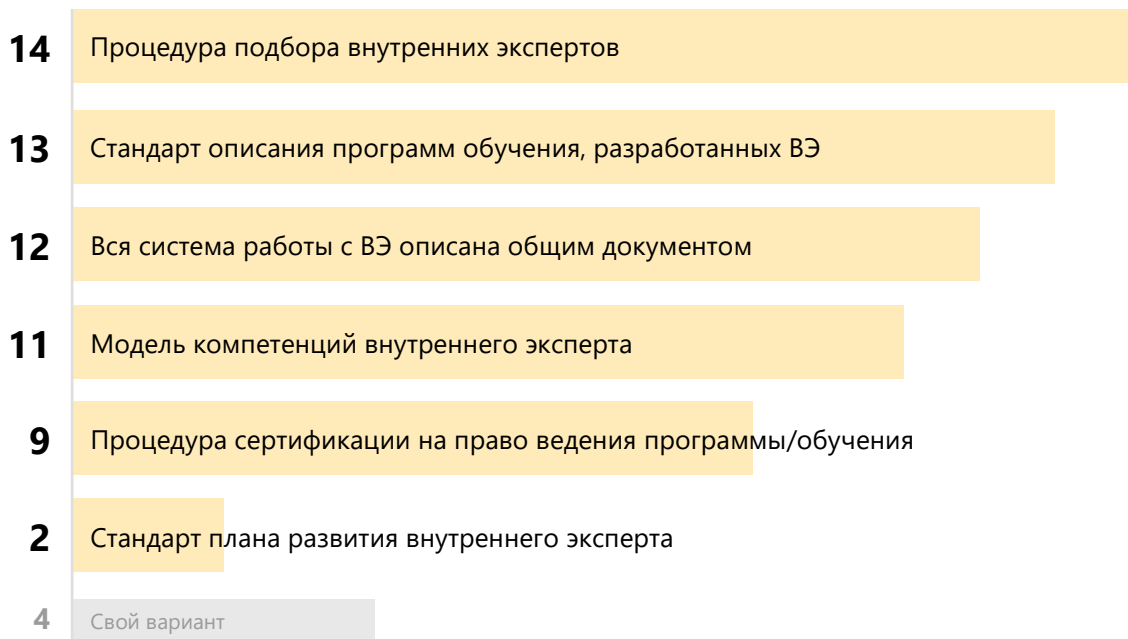 14 Процедура подбора внутренних экспертов
13 Стандарт описания программ обучения, разработанных ВЭ
12 Вся система работы с ВЭ описана общим документом
11 Модель компетенций внутреннего эксперта
9 Процедура сертификации на право ведения программы/обучения
2 Стандарт плана развития внутреннего эксперта
4 Свой вариант